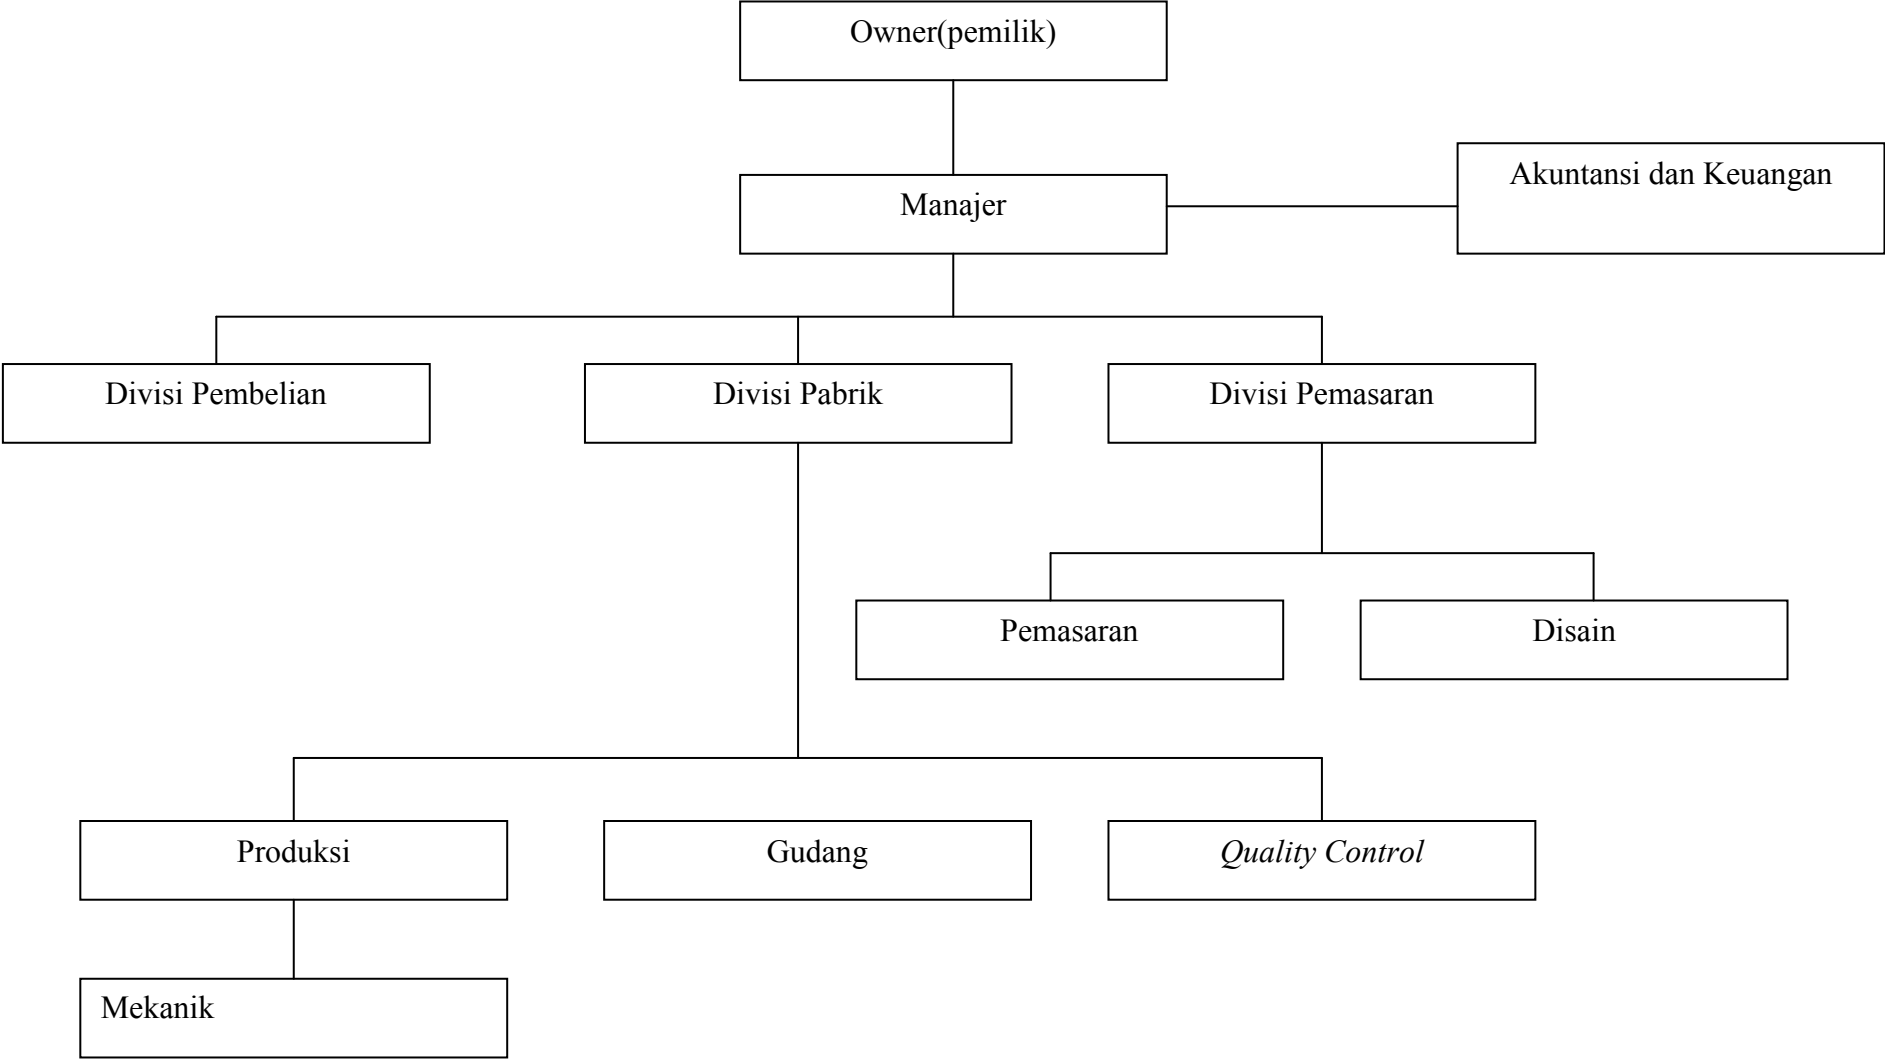 Owner(pemilik)
Akuntansi dan Keuangan
Manajer
Divisi Pembelian
Divisi Pabrik
Divisi Pemasaran
Pemasaran
Disain
Produksi
Gudang
Quality Control
Mekanik